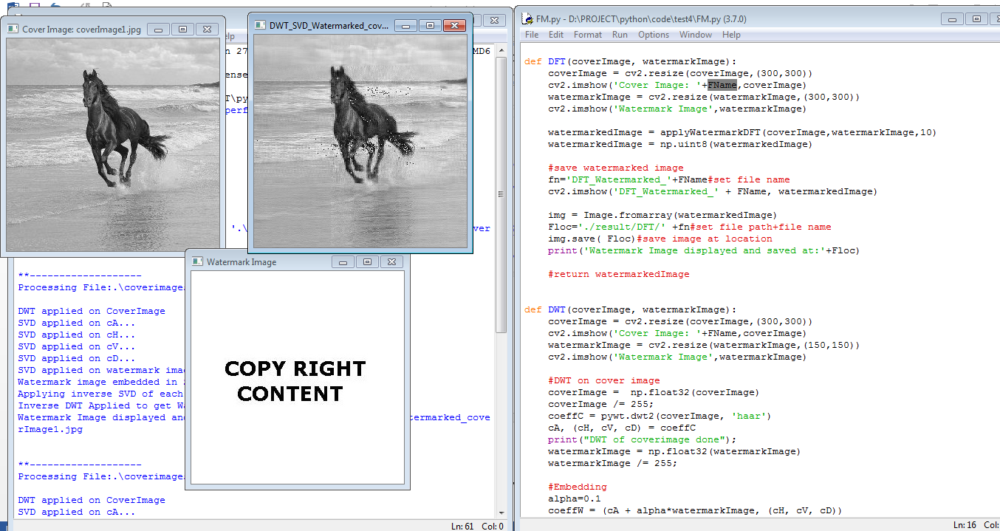 Cover Image: coverImage1.jpg
DWT_SVD_Watermarked_cov...
elp
n 27
MD6
ense
T\py
perf
'.\
over
**-------------------
Processing File:.\coverimage
DWT applied on CoverImage
SVD applied on cA...
SVD applied on cH...
SVD applied on cV...
SVD applied on cD...
SVD applied on watermark imag
Watermark image embedded in
Applying inverse SVD of each
Inverse DWT Applied to get Wa
Watermark Image displayed and
termarked_cove
rImage1.jpg
**-------------------
Processing File:.\coverimage
DWT applied on CoverImage
SVD applied on cA...
Ln: 61 Col: 0
Watermark Image
COPY RIGHT
CONTENT
FM.py - D:\PROJECT\python\code\test4\FM.py (3.7.0)
File Edit Format Run Options Window Help
def DFT(coverImage, watermarkImage):
    coverImage = cv2.resize(coverImage,(300,300))
    cv2.imshow('Cover Image: '+FName,coverImage)
    watermarkImage = cv2.resize(watermarkImage,(300,300))
    cv2.imshow('Watermark Image',watermarkImage)
    watermarkedImage = applyWatermarkDFT(coverImage,watermarkImage,10)
    watermarkedImage = np.uint8(watermarkedImage)
    #save watermarked image
    fn='DFT_Watermarked_'+FName#set file name
    cv2.imshow('DFT_Watermarked_' + FName, watermarkedImage)
    img = Image.fromarray(watermarkedImage)
    Floc='./result/DFT/' +fn#set file path+file name
    img.save( Floc)#save image at location
    print('Watermark Image displayed and saved at:'+Floc)
    #return watermarkedImage
def DWT(coverImage, watermarkImage):
    coverImage = cv2.resize(coverImage,(300,300))
    cv2.imshow('Cover Image: '+FName,coverImage)
    watermarkImage = cv2.resize(watermarkImage,(150,150))
    cv2.imshow('Watermark Image',watermarkImage)
    #DWT on cover image
    coverImage =  np.float32(coverImage)
    coverImage /= 255;
    coeffC = pywt.dwt2(coverImage, 'haar')
    cA, (cH, cV, cD) = coeffC
    print("DWT of coverimage done");
    watermarkImage = np.float32(watermarkImage)
    watermarkImage /= 255;
    #Embedding
    alpha=0.1
    coeffW = (cA + alpha*watermarkImage, (cH, cV, cD))
Ln: 16 Col: